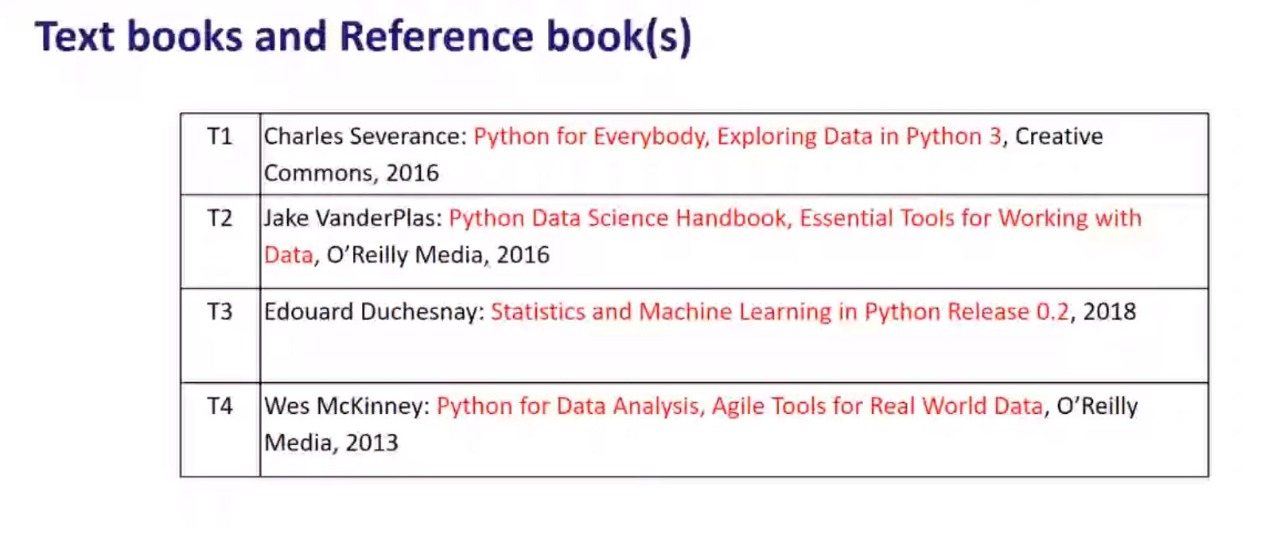 Text books and Reference book(s)
T1 Charles Severance: Python for Everybody, Exploring Data in Python 3, Creative
Commons, 2016
T2 Jake VanderPlas: Python Data Science Handbook, Essential Tools for Working with
Data, O’Reilly Media, 2016
T3 Edouard Duchesnay: Statistics and Machine Learning in Python Release 0.2, 2018
T4 Wes McKinney: Python for Data Analysis, Agile Tools for Real World Data, O’Reilly
Media, 2013